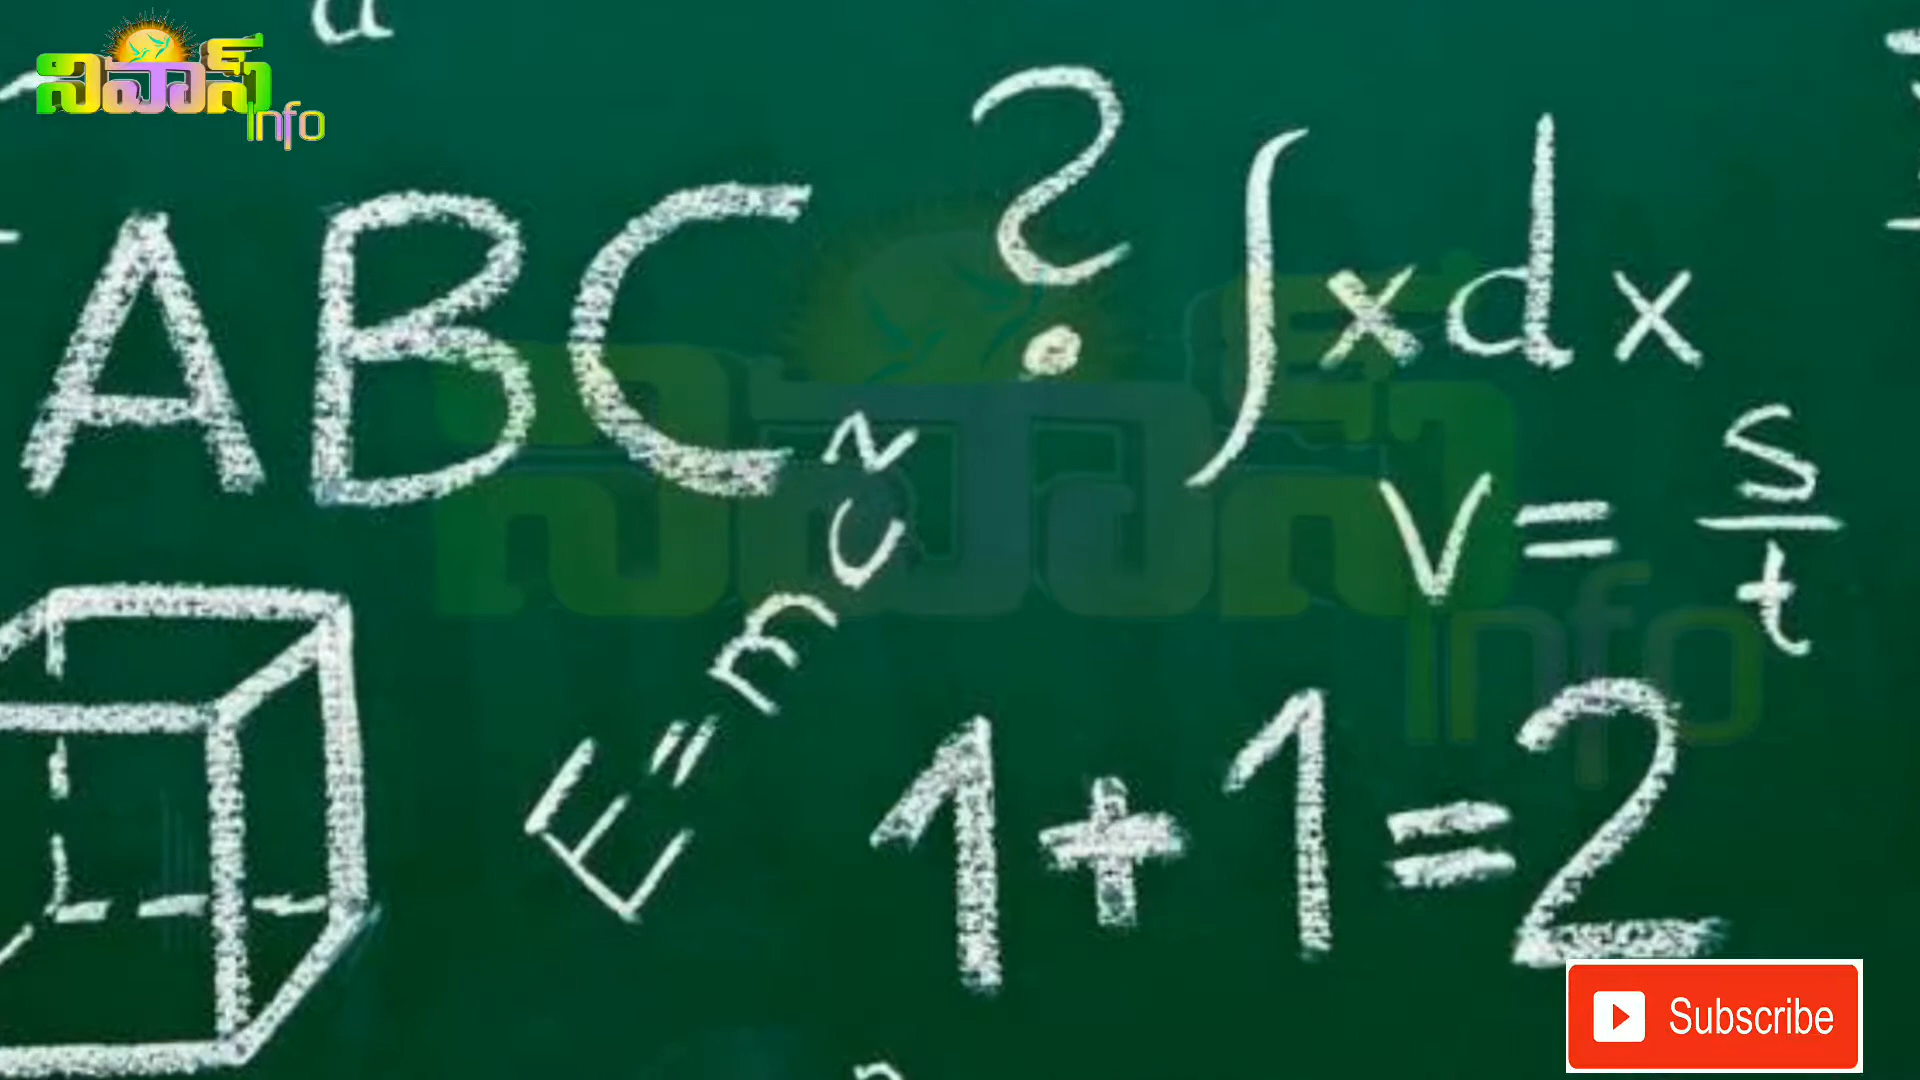 a
నివాస్
Info
ABC ? ∫xdx
v = s/t
E=mc²
1+1=2
Subscribe